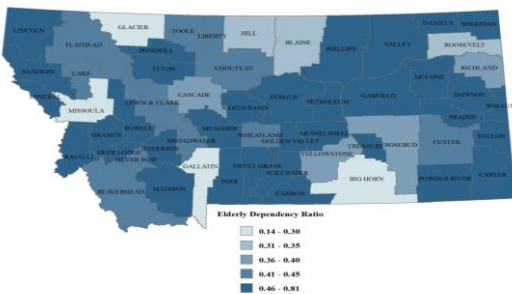 DANIELS SHERIDAN
GLACIER
LINCOLN TOOLE HILL
LIBERTY
FLATHEAD BLAINE ROOSEVELT
PONDERA PHILLIPS VALLEY
RICHLAND
TETON CHOUTEAU
SANDERS LAKE MCCONE
CASCADE GARFIELD DAWSON
MINERAL LEWIS & CLARK FERGUS PETROLEUM
MISSOULA JUDITH BASIN
PRAIRIE
POWELL MEAGHER MUSSELSHELL
GRANITE WHEATLAND FALLON
BROADWATER GOLDEN VALLEY ROSEBUD CUSTER
JEFFERSON TREASURE
DEER LODGE YELLOWSTONE
RAVALLI SILVER BOW GALLATIN SWEET GRASS
STILLWATER
BIG HORN POWDER RIVER CARTER
BEAVERHEAD MADISON PARK
CARBON
Elderly Dependency Ratio
0.14 - 0.30
0.31 - 0.35
0.36 - 0.40
0.41 - 0.45
0.46 - 0.81